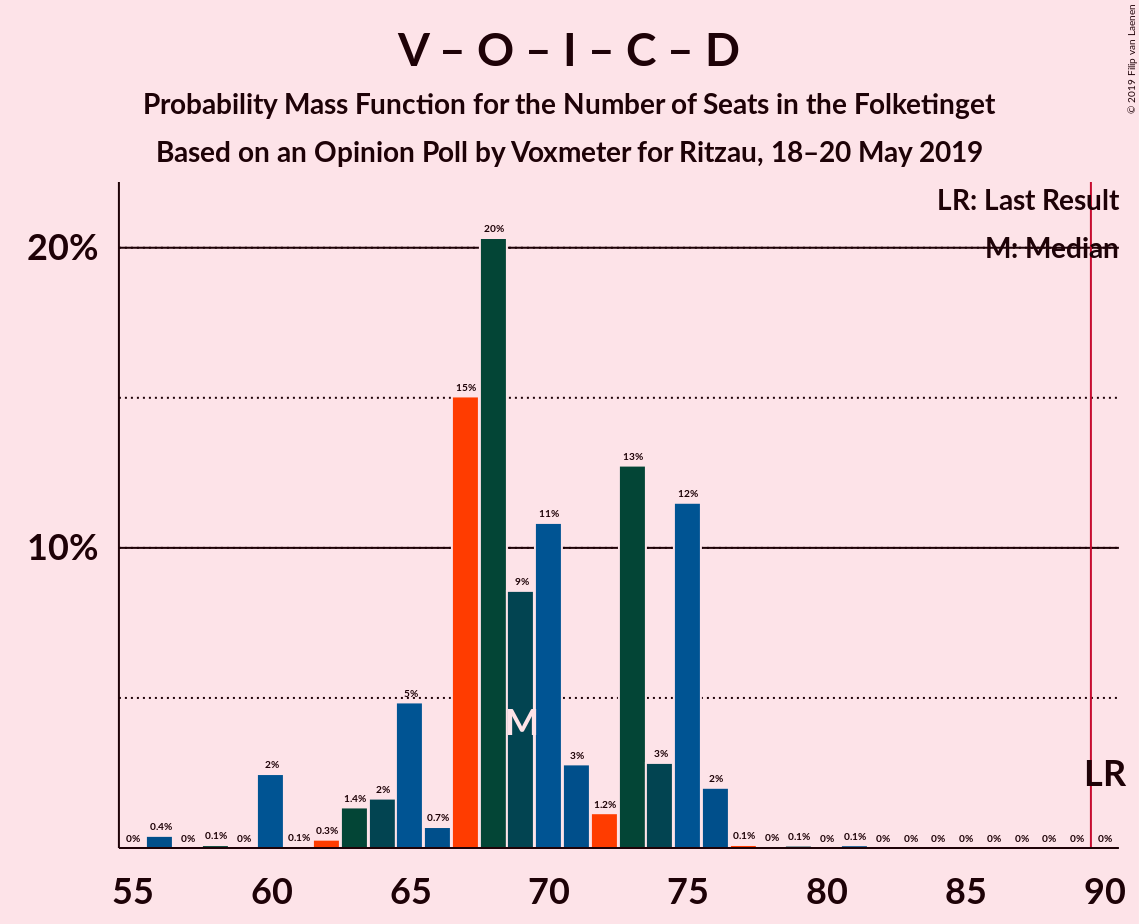 V – O – I – C – D
Probability Mass Function for the Number of Seats in the Folketinget
Based on an Opinion Poll by Voxmeter for Ritzau, 18–20 May 2019
© 2019 Filip van Laenen
LR: Last Result
M: Median
20%
10%
0% 0.4% 0% 0.1% 0% 2% 0.1% 0.3% 1.4% 2% 5% 0.7% 15% 20% 9% 11% 3% 1.2% 13% 3% 12% 2% 0.1% 0% 0.1% 0% 0.1% 0% 0% 0% 0% 0% 0% 0% 0% 0%
M
LR
55 60 65 70 75 80 85 90